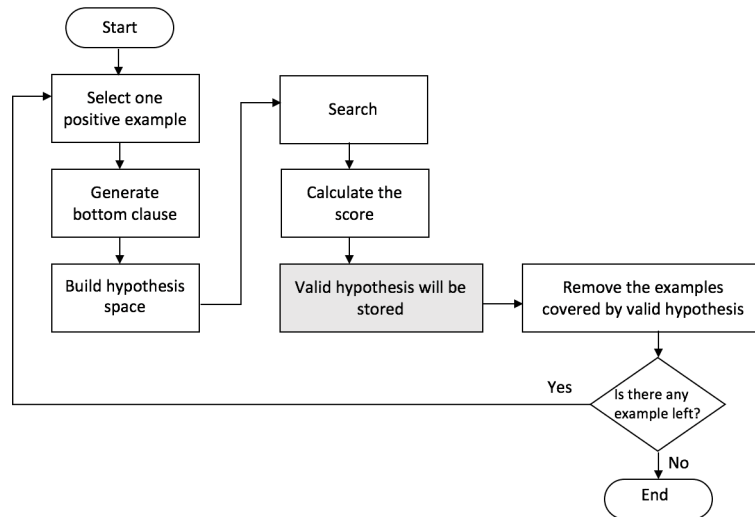 Start
Select one
positive example
Generate
bottom clause
Build hypothesis
space
Search
Calculate the
score
Valid hypothesis will be
stored
Remove the examples
covered by valid hypothesis
Is there any
example left?
Yes
No
End